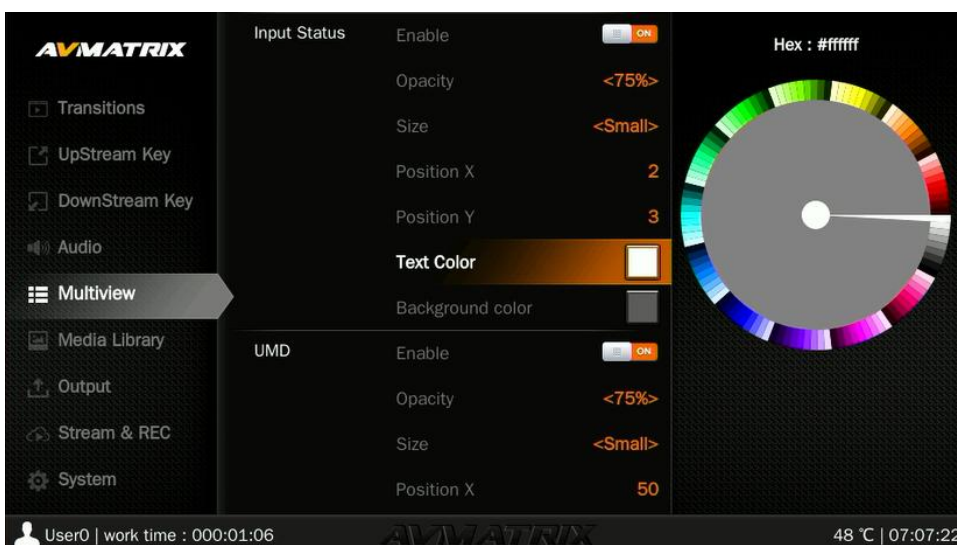 AVMATRIX
Transitions
UpStream Key
DownStream Key
Audio
Multiview
Media Library
Output
Stream & REC
System
Input Status
Enable ON
Opacity <75%>
Size <Small>
Position X 2
Position Y 3
Text Color
Background color
UMD
Enable ON
Opacity <75%>
Size <Small>
Position X 50
Hex : #ffffff
User0 | work time : 000:01:06
AVMATRIX
48 ℃ | 07:07:22